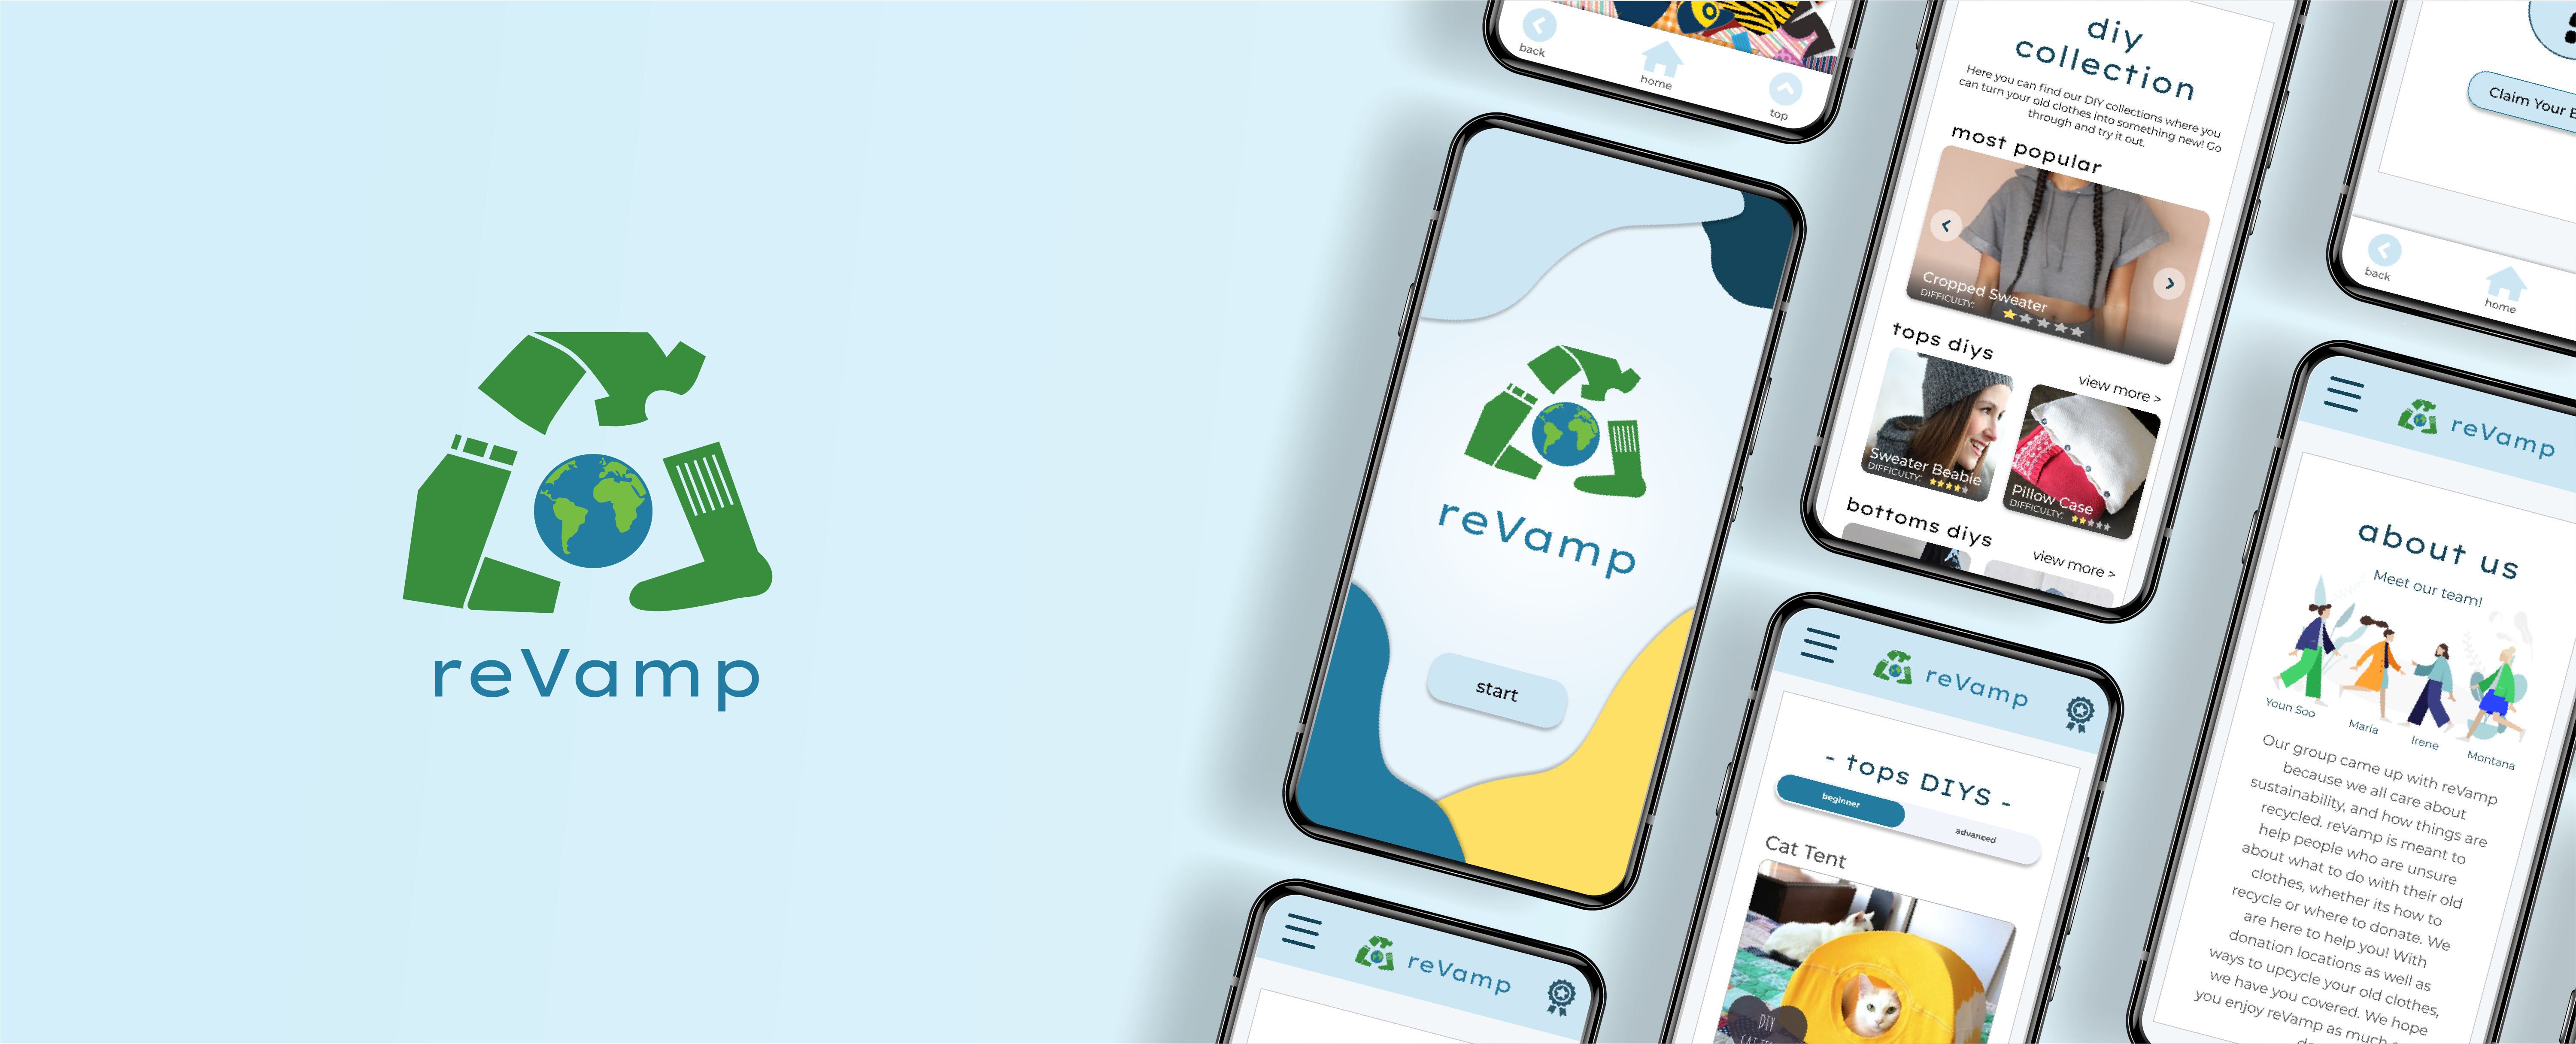 reVamp
back
home
top
reVamp
start
reVamp
diy
collection
Here you can find our DIY collections where you
can turn your old clothes into something new! Go
through and try it out.
most popular
Cropped Sweater
DIFFICULTY:
tops diys
view more >
Sweater Beabie
DIFFICULTY:
Pillow Case
DIFFICULTY:
bottoms diys
view more >
reVamp
- tops DIYS -
beginner
advanced
Cat Tent
DIY
Claim Your
back
home
reVamp
about us
Meet our team!
Youn Soo
Maria
Irene
Montana
Our group came up with reVamp
because we all care about
sustainability, and how things are
recycled. reVamp is meant to
help people who are unsure
about what to do with their old
clothes, whether its how to
recycle or where to donate. We
are here to help you! With
donation locations as well as
ways to upcycle your old clothes,
we have you covered. We hope
you enjoy reVamp as much